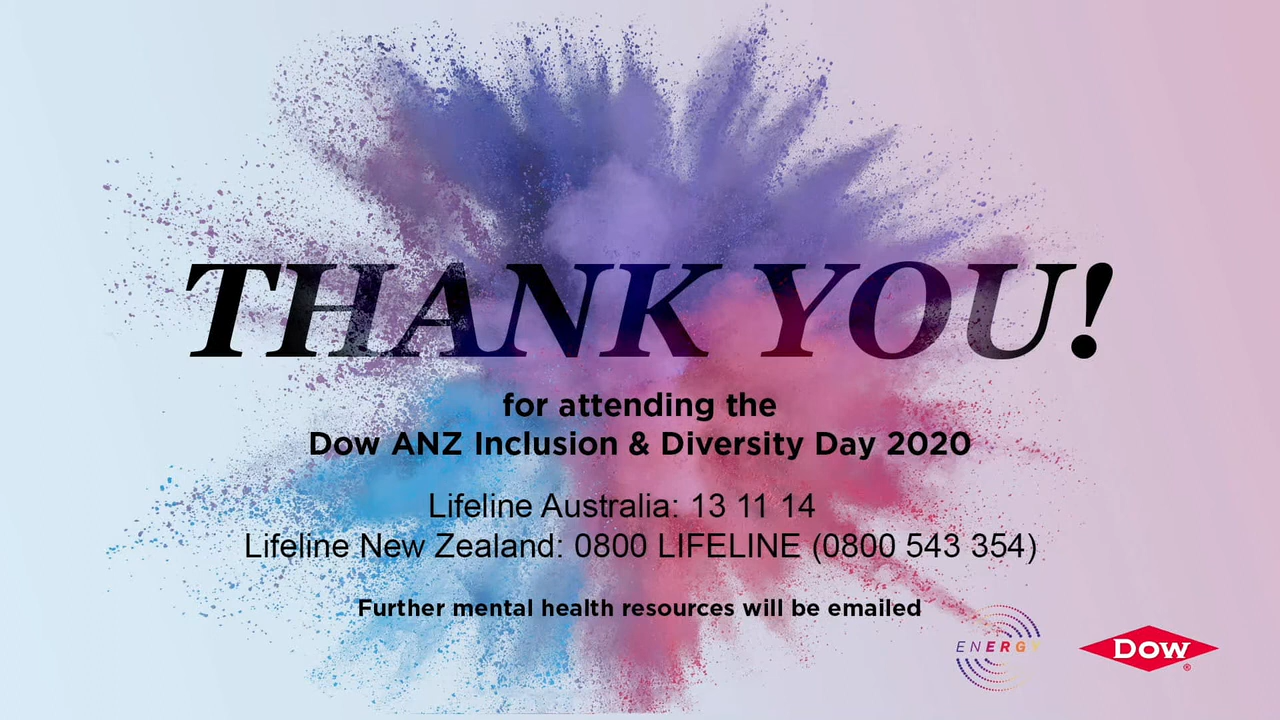 THANK YOU!
for attending the
Dow ANZ Inclusion & Diversity Day 2020
Lifeline Australia: 13 11 14
Lifeline New Zealand: 0800 LIFELINE (0800 543 354)
Further mental health resources will be emailed
ENERGY
DOW®